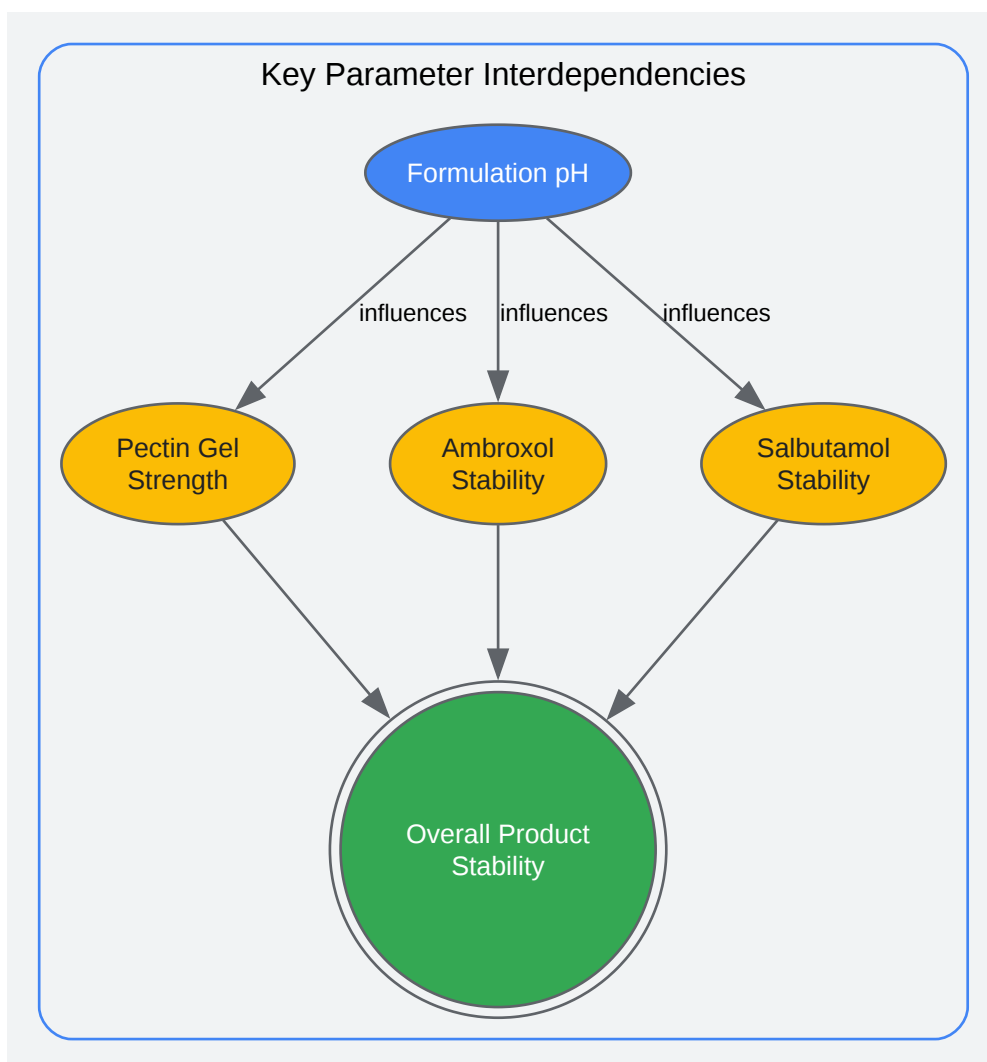 Key Parameter Interdependencies
Formulation pH
influences
influences
influences
Pectin Gel
Strength
Ambroxol
Stability
Salbutamol
Stability
Overall Product
Stability